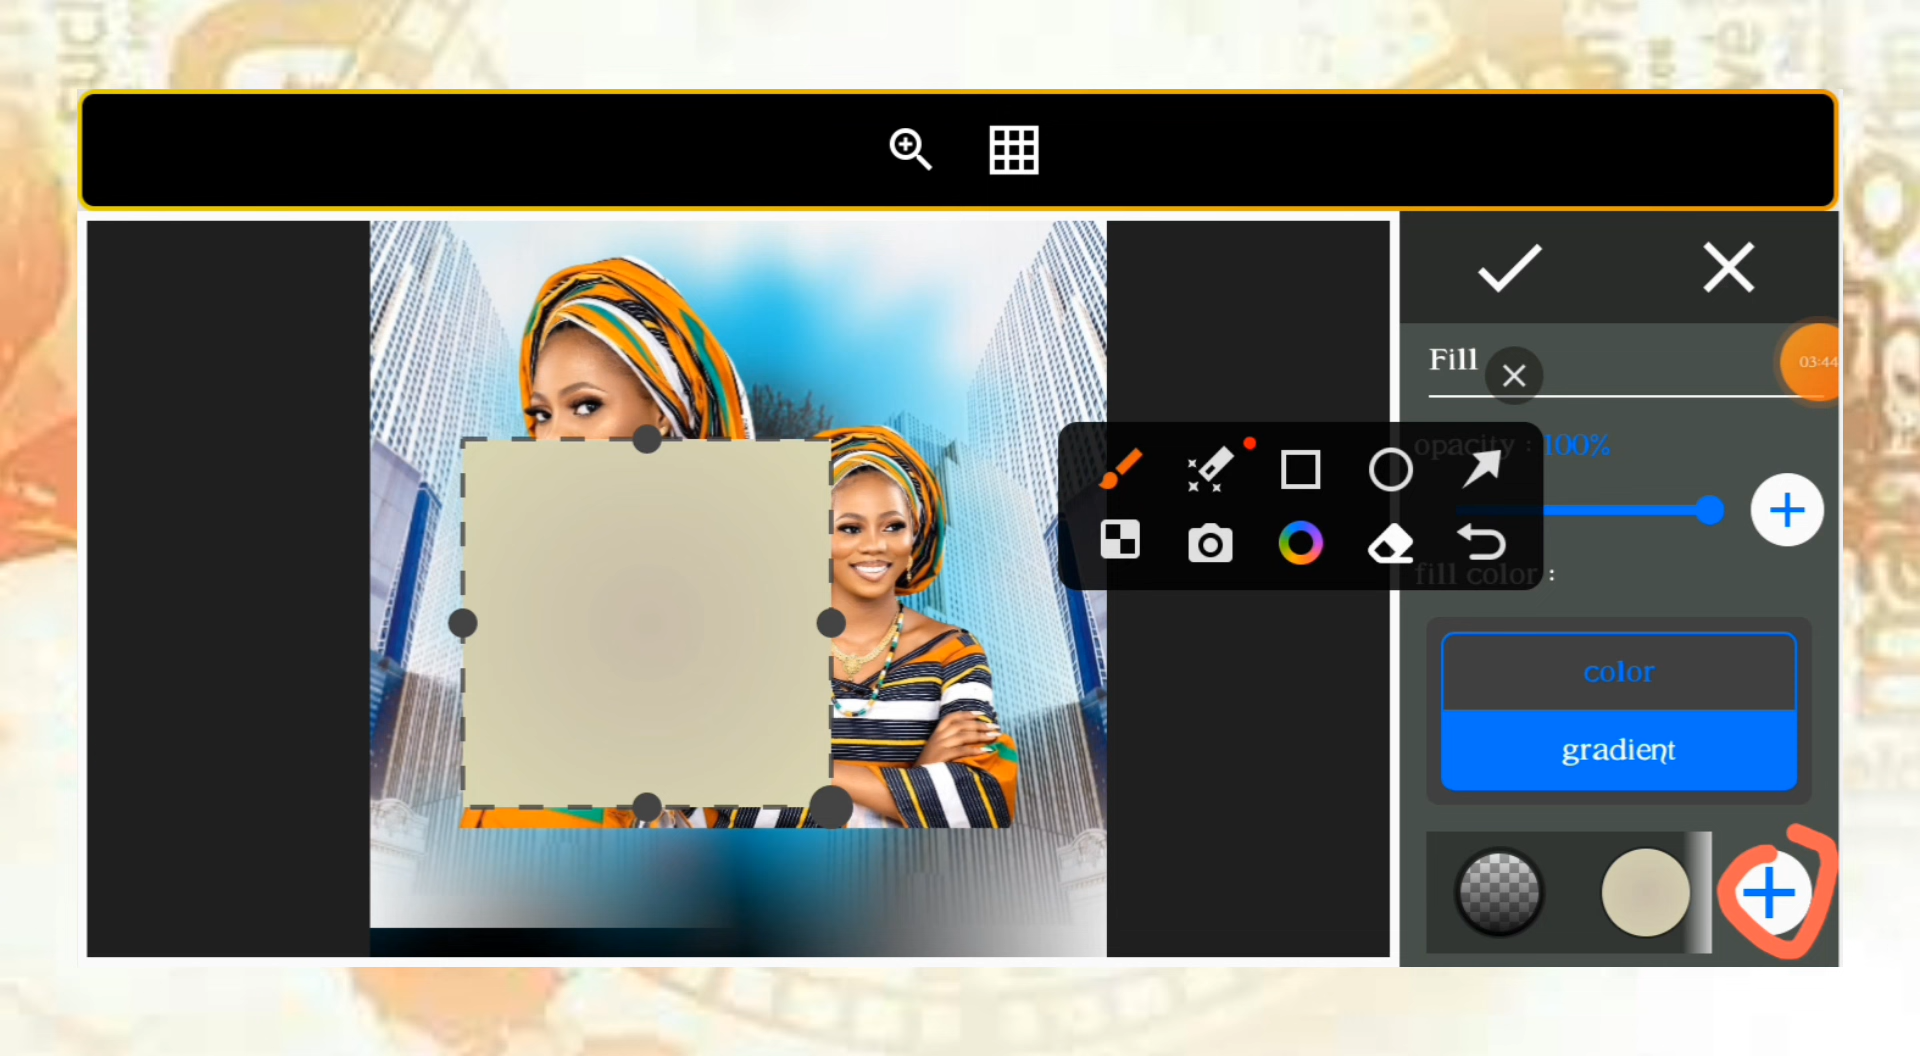 Fill
03:44
opacity : 100%
fill color :
color
gradient